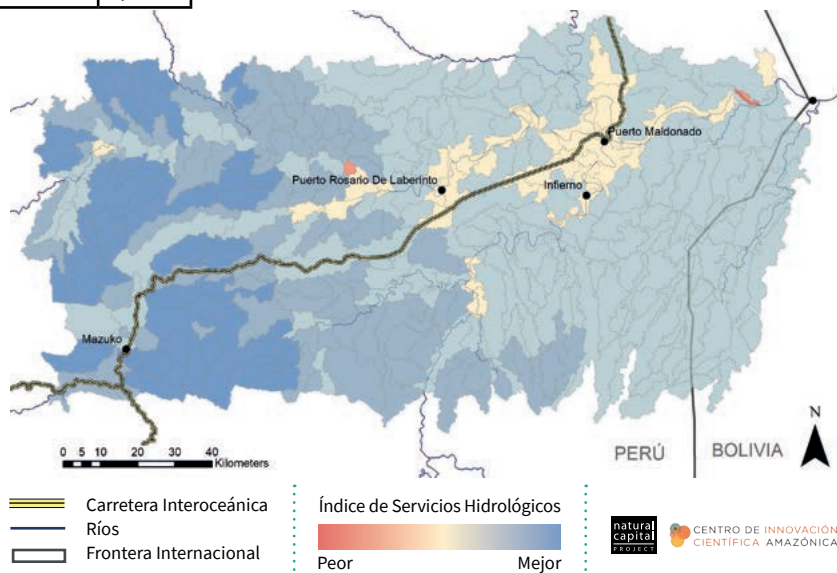 Puerto Maldonado
Puerto Rosario De Laberinto
Infierno
Mazuko
N
0 5 10 20 30 40
Kilometers
PERÚ
BOLIVIA
Carretera Interoceánica
Ríos
Frontera Internacional
Índice de Servicios Hidrológicos
Peor
Mejor
natural
capital
PROJECT
CENTRO DE INNOVACIÓN
CIENTÍFICA AMAZÓNICA